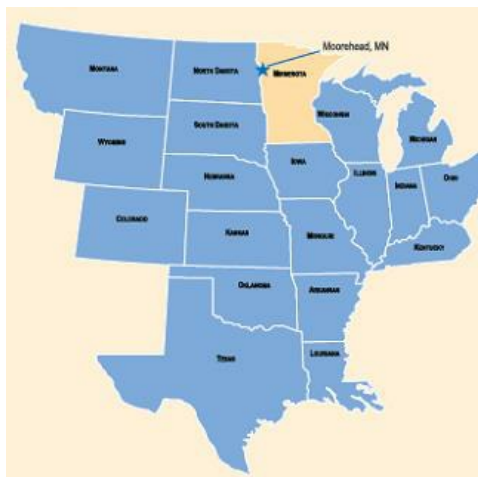 Moorehead, MN
MONTANA
NORTH DAKOTA
MINNESOTA
WISCONSIN
SOUTH DAKOTA
MICHIGAN
WYOMING
IOWA
NEBRASKA
ILLINOIS
INDIANA
OHIO
COLORADO
KANSAS
MISSOURI
KENTUCKY
OKLAHOMA
ARKANSAS
TEXAS
LOUISIANA